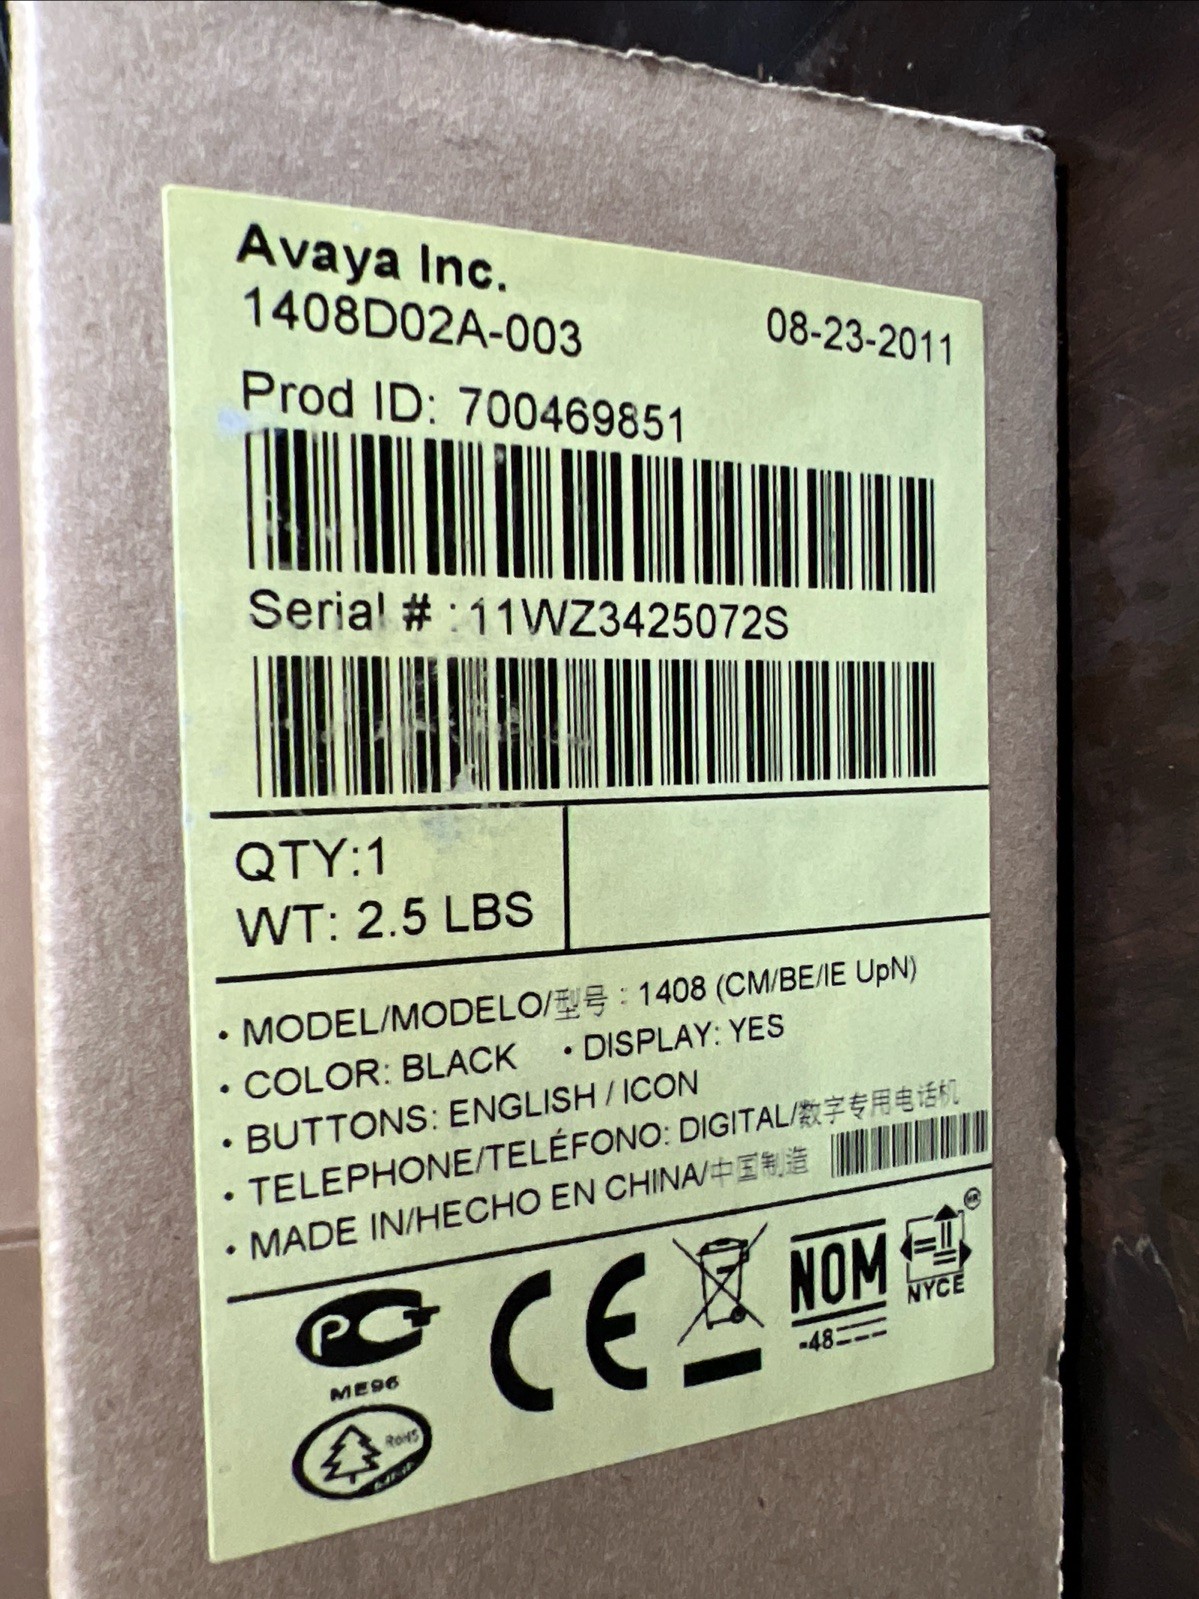 Avaya Inc.
1408D02A-003 08-23-2011
Prod ID: 700469851
Serial # : 11WZ3425072S
QTY:1
WT: 2.5 LBS
• MODEL/MODELO/型号 : 1408 (CM/BE/IE UpN)
• COLOR: BLACK • DISPLAY: YES
• BUTTONS: ENGLISH / ICON
• TELEPHONE/TELÉFONO: DIGITAL/数字专用电话机
• MADE IN/HECHO EN CHINA/中国制造
PC
ME96
CE
NOM
-48
NYCE
RoHS